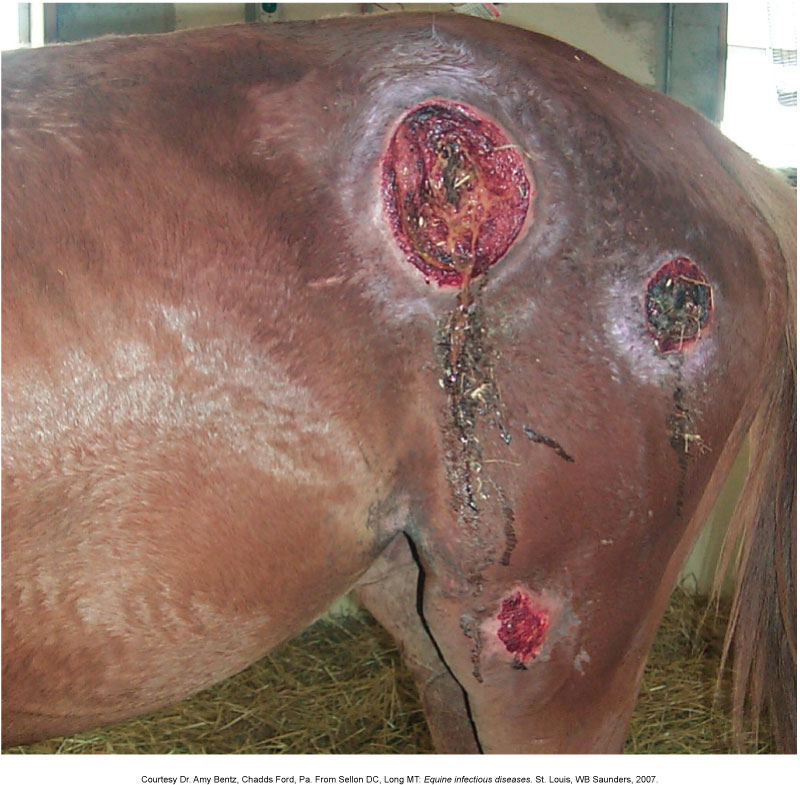 Courtesy Dr. Amy Bentz, Chadds Ford, Pa. From Sellon DC, Long MT: Equine infectious diseases. St. Louis, WB Saunders, 2007.